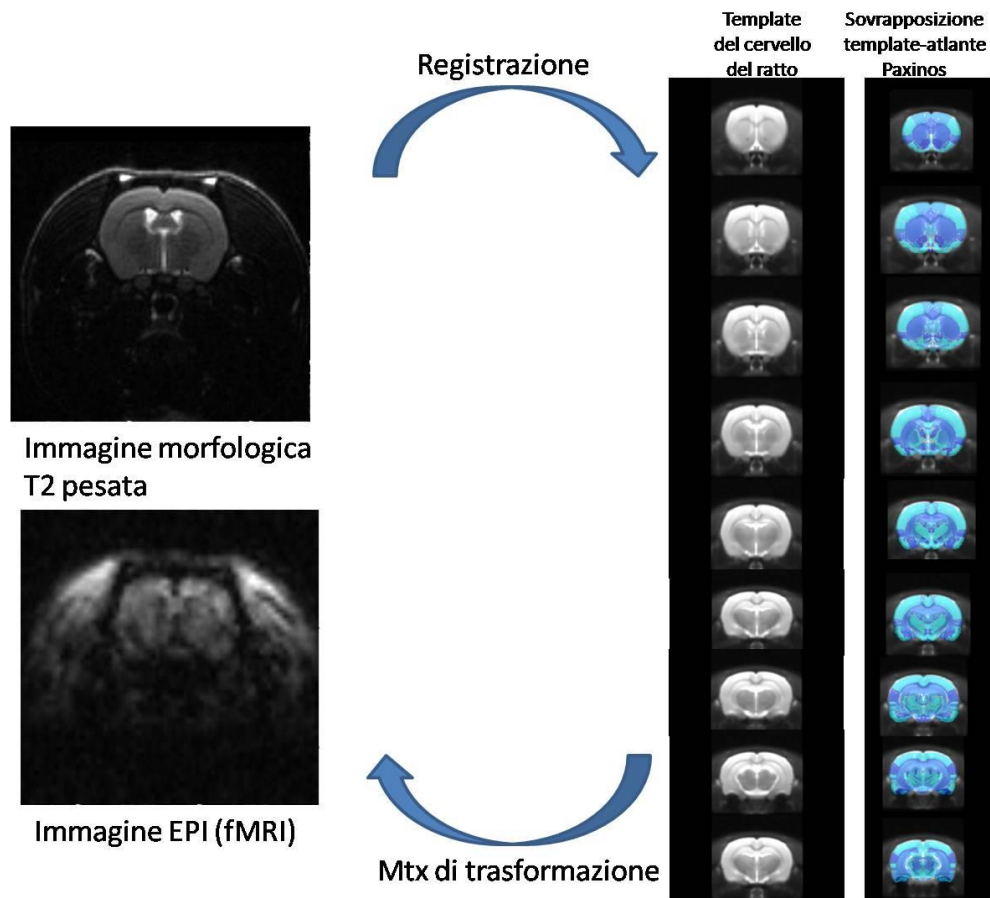 Template
del cervello
del ratto
Sovrapposizione
template-atlante
Paxinos
Registrazione
Immagine morfologica
T2 pesata
Immagine EPI (fMRI)
Mtx di trasformazione